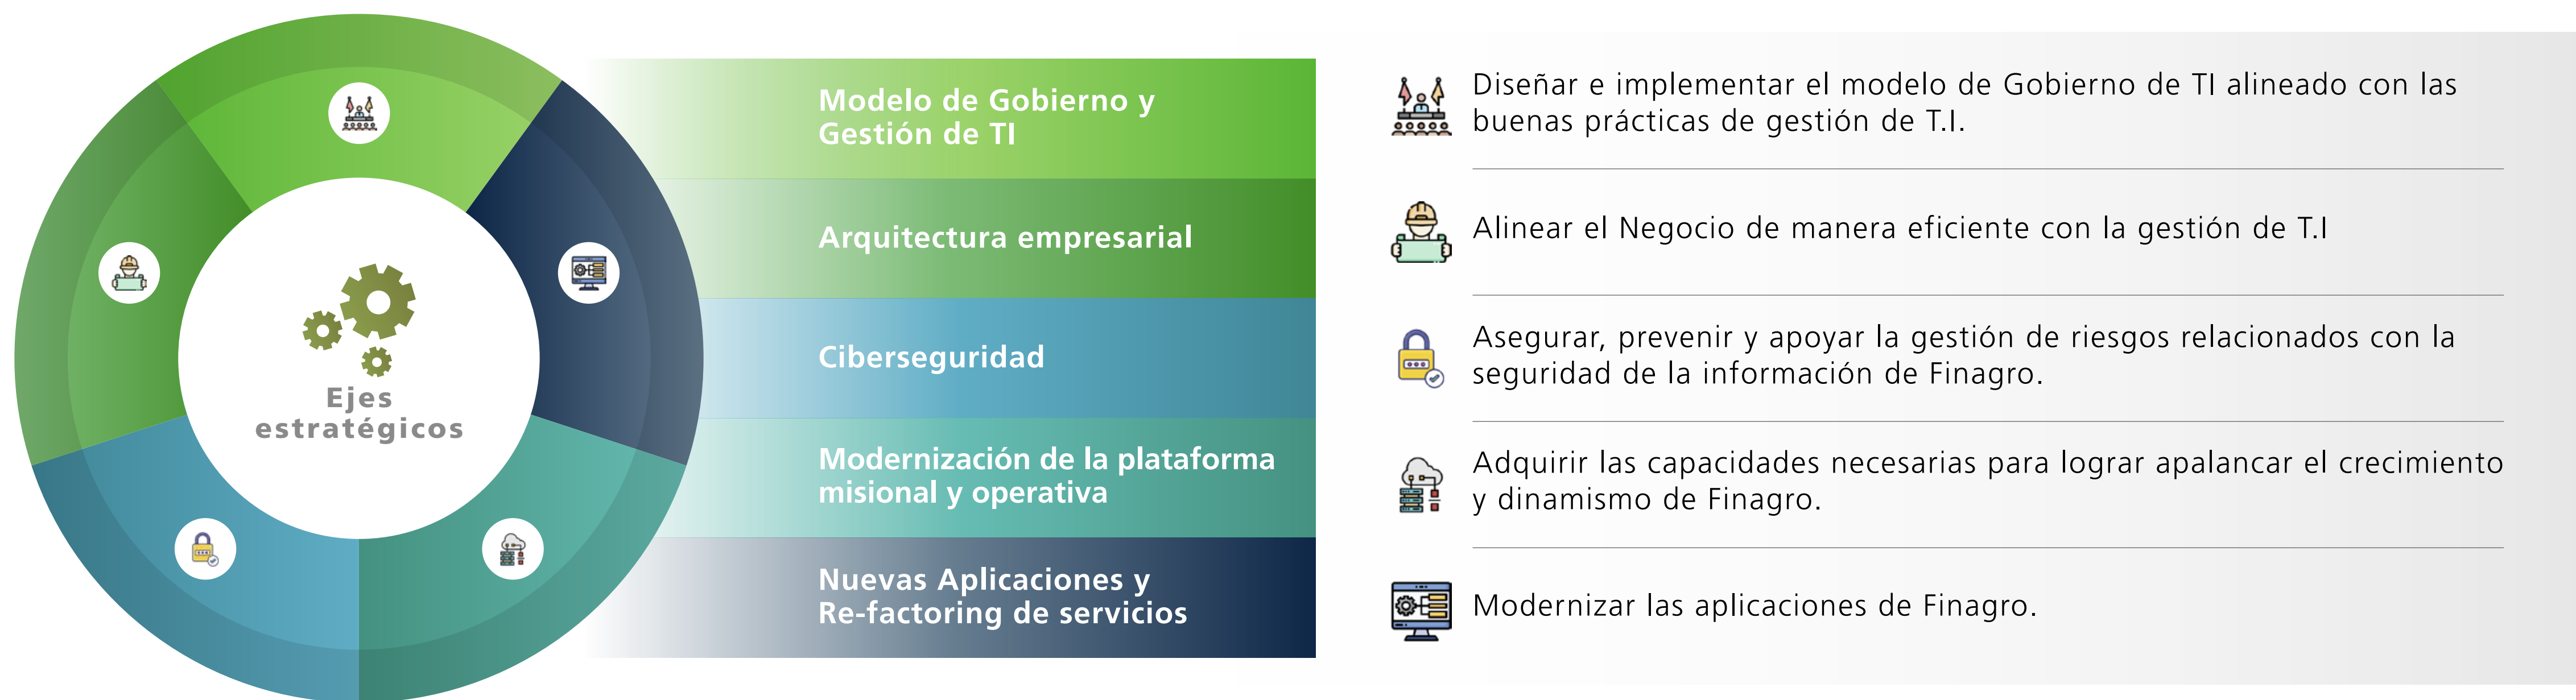 Ejes
estratégicos
Modelo de Gobierno y
Gestión de TI
Diseñar e implementar el modelo de Gobierno de TI alineado con las
buenas prácticas de gestión de T.I.
Arquitectura empresarial
Alinear el Negocio de manera eficiente con la gestión de T.I
Ciberseguridad
Asegurar, prevenir y apoyar la gestión de riesgos relacionados con la
seguridad de la información de Finagro.
Modernización de la plataforma
misional y operativa
Adquirir las capacidades necesarias para lograr apalancar el crecimiento
y dinamismo de Finagro.
Nuevas Aplicaciones y
Re-factoring de servicios
Modernizar las aplicaciones de Finagro.